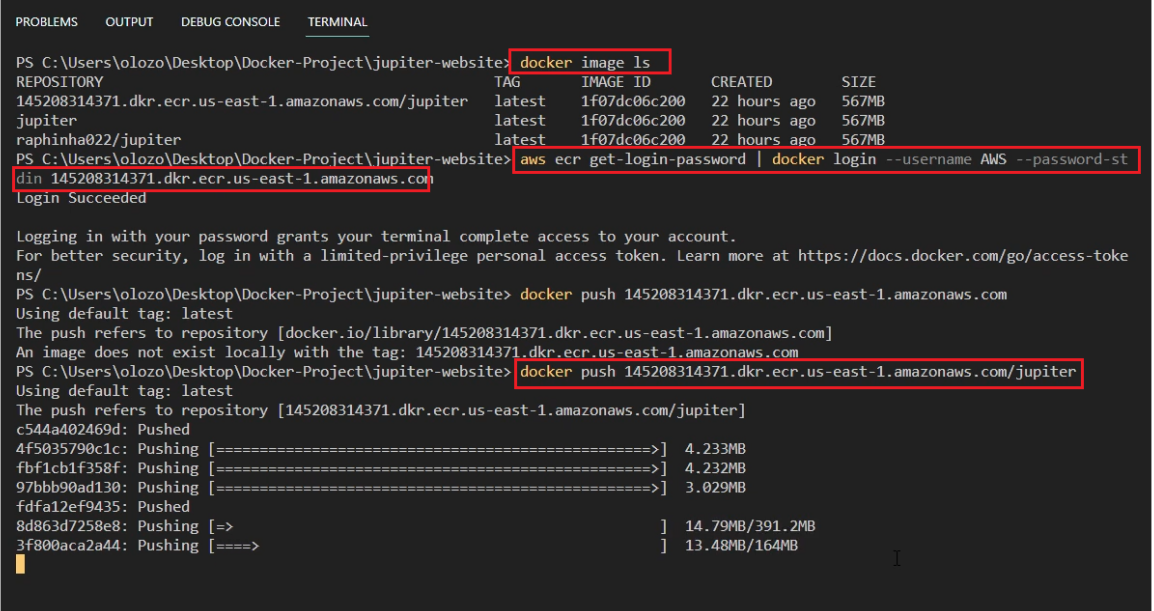 PROBLEMS OUTPUT DEBUG CONSOLE TERMINAL
PS C:\Users\olozo\Desktop\Docker-Project\jupiter-website> docker image ls
REPOSITORY TAG IMAGE ID CREATED SIZE
145208314371.dkr.ecr.us-east-1.amazonaws.com/jupiter latest 1f07dc06c200 22 hours ago 567MB
jupiter latest 1f07dc06c200 22 hours ago 567MB
raphinha022/jupiter latest 1f07dc06c200 22 hours ago 567MB
PS C:\Users\olozo\Desktop\Docker-Project\jupiter-website> aws ecr get-login-password | docker login --username AWS --password-st
din 145208314371.dkr.ecr.us-east-1.amazonaws.com
Login Succeeded
Logging in with your password grants your terminal complete access to your account.
For better security, log in with a limited-privilege personal access token. Learn more at https://docs.docker.com/go/access-toke
ns/
PS C:\Users\olozo\Desktop\Docker-Project\jupiter-website> docker push 145208314371.dkr.ecr.us-east-1.amazonaws.com
Using default tag: latest
The push refers to repository [docker.io/library/145208314371.dkr.ecr.us-east-1.amazonaws.com]
An image does not exist locally with the tag: 145208314371.dkr.ecr.us-east-1.amazonaws.com
PS C:\Users\olozo\Desktop\Docker-Project\jupiter-website> docker push 145208314371.dkr.ecr.us-east-1.amazonaws.com/jupiter
Using default tag: latest
The push refers to repository [145208314371.dkr.ecr.us-east-1.amazonaws.com/jupiter]
c544a402469d: Pushed
4f5035790c1c: Pushing [==================================================>] 4.233MB
fbf1cb1f358f: Pushing [==================================================>] 4.232MB
97bbb90ad130: Pushing [==================================================>] 3.029MB
fdfa12ef9435: Pushed
8d863d7258e8: Pushing [=> ] 14.79MB/391.2MB
3f800aca2a44: Pushing [====> ] 13.48MB/164MB